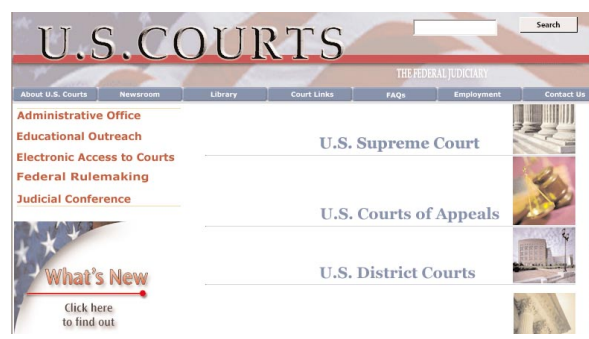 U.S. COURTS
Search
THE FEDERAL JUDICIARY
About U.S. Courts Newsroom Library Court Links FAQs Employment Contact Us
Administrative Office
Educational Outreach
Electronic Access to Courts
Federal Rulemaking
Judicial Conference
U.S. Supreme Court
U.S. Courts of Appeals
U.S. District Courts
What's New
Click here
to find out